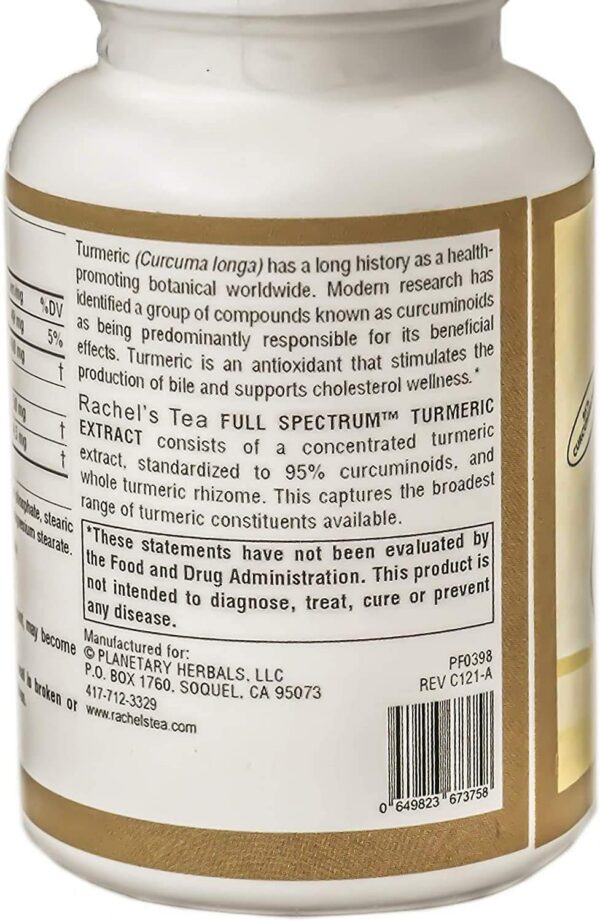 %DV
5%
†
†
†
stearic
stearate.
may become
is broken or
Turmeric (Curcuma longa) has a long history as a health-
promoting botanical worldwide. Modern research has
identified a group of compounds known as curcuminoids
as being predominantly responsible for its beneficial
effects. Turmeric is an antioxidant that stimulates the
production of bile and supports cholesterol wellness.*
Rachel's Tea FULL SPECTRUM™ TURMERIC
EXTRACT consists of a concentrated turmeric
extract, standardized to 95% curcuminoids, and
whole turmeric rhizome. This captures the broadest
range of turmeric constituents available.
*These statements have not been evaluated by
the Food and Drug Administration. This product is
not intended to diagnose, treat, cure or prevent
any disease.
Manufactured for:
© PLANETARY HERBALS, LLC
P.O. BOX 1760, SOQUEL, CA 95073
417-712-3329
www.rachelstea.com
PF0398
REV C121-A
0 649823 673758